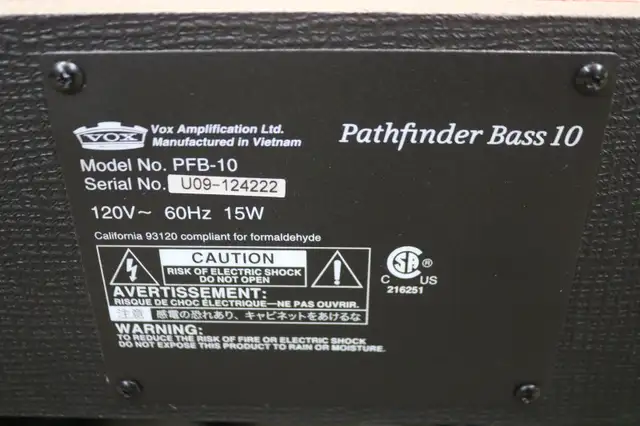 VOX
Vox Amplification Ltd.
Manufactured in Vietnam
Pathfinder Bass 10
Model No. PFB-10
Serial No. U09-124222
120V~ 60Hz 15W
California 93120 compliant for formaldehyde
CAUTION
RISK OF ELECTRIC SHOCK
DO NOT OPEN
AVERTISSEMENT:
RISQUE DE CHOC ÉLECTRIQUE—NE PAS OUVRIR.
注意 感電の恐れあり、キャビネットをあけるな
WARNING:
TO REDUCE THE RISK OF FIRE OR ELECTRIC SHOCK
DO NOT EXPOSE THIS PRODUCT TO RAIN OR MOISTURE.
SA ®
C US
216251